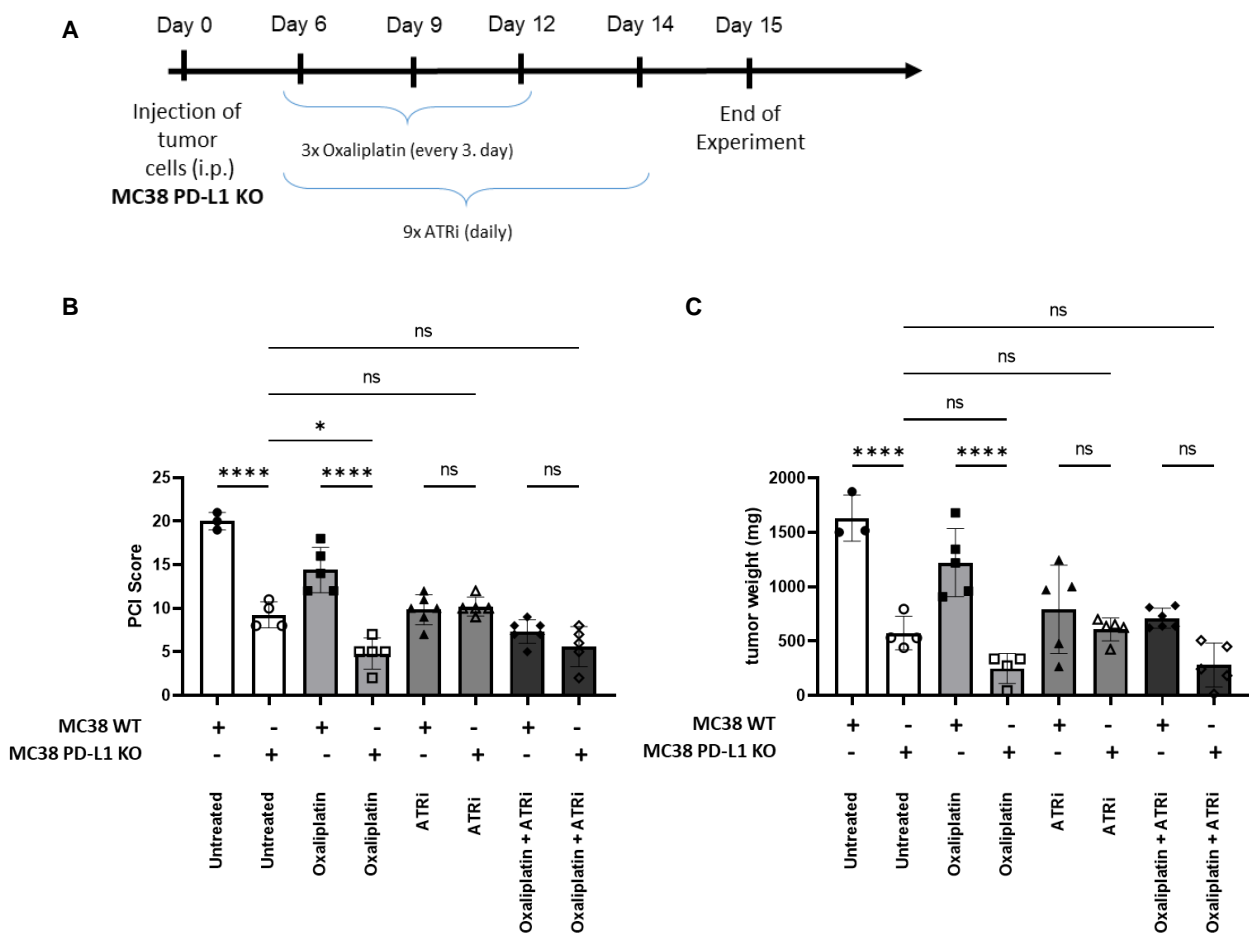 A
Day 0 Day 6 Day 9 Day 12 Day 14 Day 15
Injection of
tumor
cells (i.p.)
MC38 PD-L1 KO
3x Oxaliplatin (every 3. day)
9x ATRi (daily)
End of
Experiment
B
ns
ns
*
**** **** ns ns
PCI Score
25
20
15
10
5
0
MC38 WT + - + - + - + -
MC38 PD-L1 KO - + - + - + - +
Untreated
Untreated
Oxaliplatin
Oxaliplatin
ATRi
ATRi
Oxaliplatin + ATRi
Oxaliplatin + ATRi
C
ns
ns
ns
**** **** ns ns
tumor weight (mg)
2000
1500
1000
500
0
MC38 WT + - + - + - + -
MC38 PD-L1 KO - + - + - + - +
Untreated
Untreated
Oxaliplatin
Oxaliplatin
ATRi
ATRi
Oxaliplatin + ATRi
Oxaliplatin + ATRi